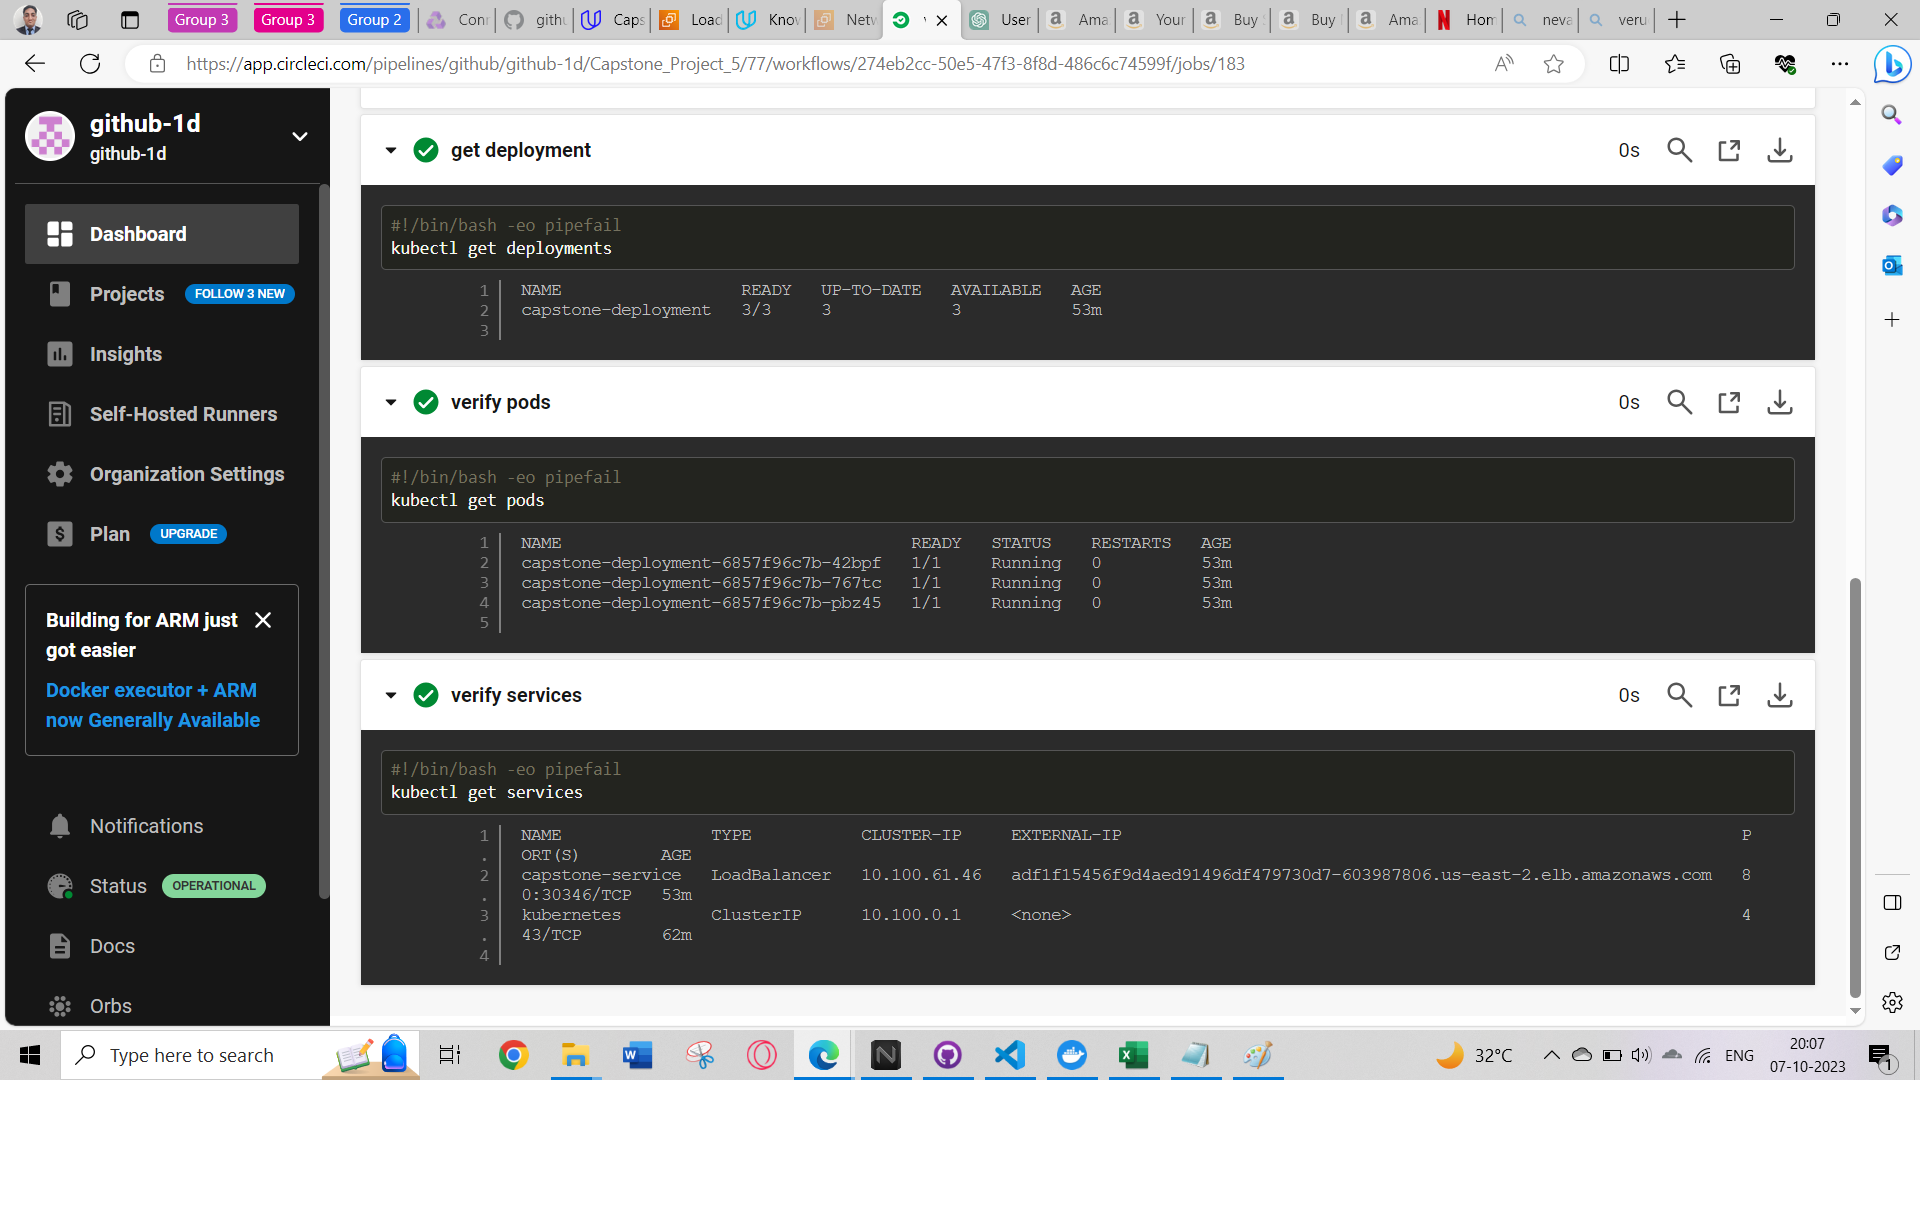 Group 3
Group 3
Group 2
Conn
githu
Caps
Load
Know
Netw
User
Ama
Your
Buy
Buy
Ama
Hom
neva
veru
https://app.circleci.com/pipelines/github/github-1d/Capstone_Project_5/77/workflows/274eb2cc-50e5-47f3-8f8d-486c6c74599f/jobs/183
github-1d
github-1d
Dashboard
Projects FOLLOW 3 NEW
Insights
Self-Hosted Runners
Organization Settings
Plan UPGRADE
Building for ARM just
got easier
Docker executor + ARM
now Generally Available
Notifications
Status OPERATIONAL
Docs
Orbs
get deployment 0s
#!/bin/bash -eo pipefail
kubectl get deployments
1 NAME READY UP-TO-DATE AVAILABLE AGE
2 capstone-deployment 3/3 3 3 53m
3
verify pods 0s
#!/bin/bash -eo pipefail
kubectl get pods
1 NAME READY STATUS RESTARTS AGE
2 capstone-deployment-6857f96c7b-42bpf 1/1 Running 0 53m
3 capstone-deployment-6857f96c7b-767tc 1/1 Running 0 53m
4 capstone-deployment-6857f96c7b-pbz45 1/1 Running 0 53m
5
verify services 0s
#!/bin/bash -eo pipefail
kubectl get services
1 NAME TYPE CLUSTER-IP EXTERNAL-IP P
. ORT(S) AGE
2 capstone-service LoadBalancer 10.100.61.46 adf1f15456f9d4aed91496df479730d7-603987806.us-east-2.elb.amazonaws.com 8
. 0:30346/TCP 53m
3 kubernetes ClusterIP 10.100.0.1 <none> 4
. 43/TCP 62m
4
Type here to search
32°C
ENG
20:07
07-10-2023
1